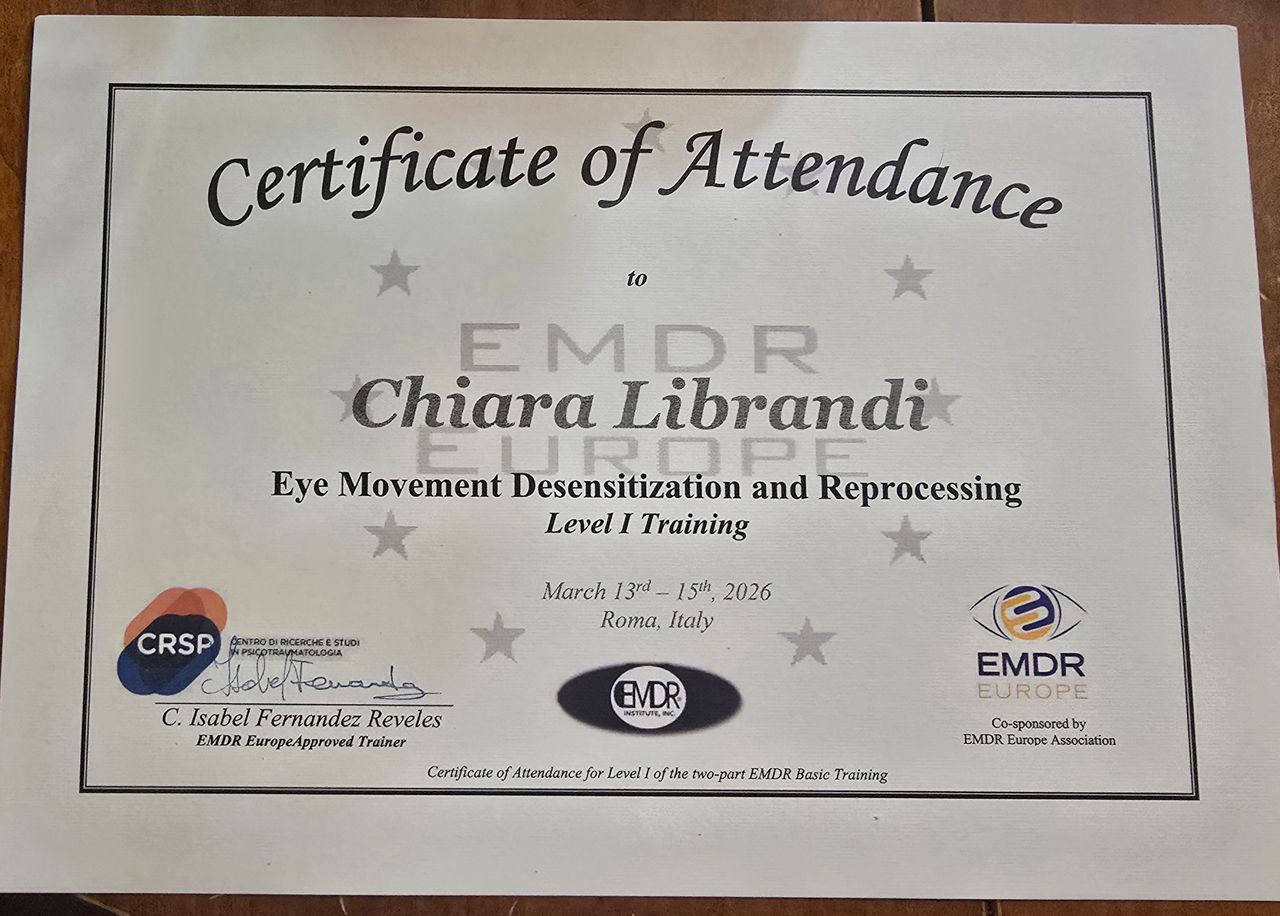 Certificate of Attendance
to
EMDR
Chiara Librandi
EUROPE
Eye Movement Desensitization and Reprocessing
Level I Training
March 13rd – 15th, 2026
Roma, Italy
CRSP
CENTRO DI RICERCHE E STUDI
IN PSICOTRAUMATOLOGIA
Isabel Fernandez
C. Isabel Fernandez Reveles
EMDR EuropeApproved Trainer
EMDR
INSTITUTE, INC.
EMDR
EUROPE
Co-sponsored by
EMDR Europe Association
Certificate of Attendance for Level I of the two-part EMDR Basic Training